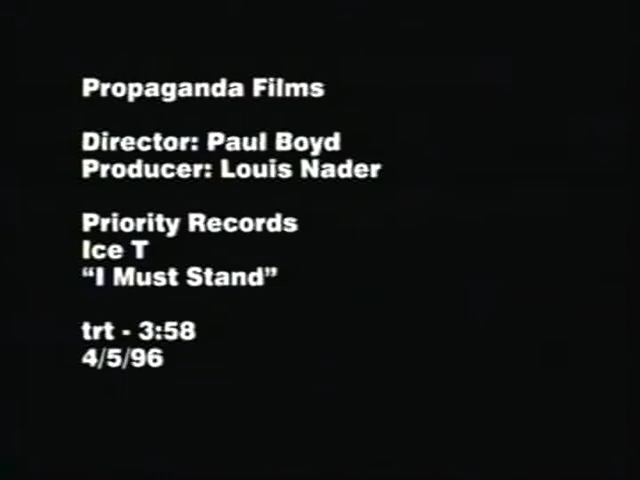 Propaganda Films
Director: Paul Boyd
Producer: Louis Nader
Priority Records
Ice T
“I Must Stand”
trt - 3:58
4/5/96